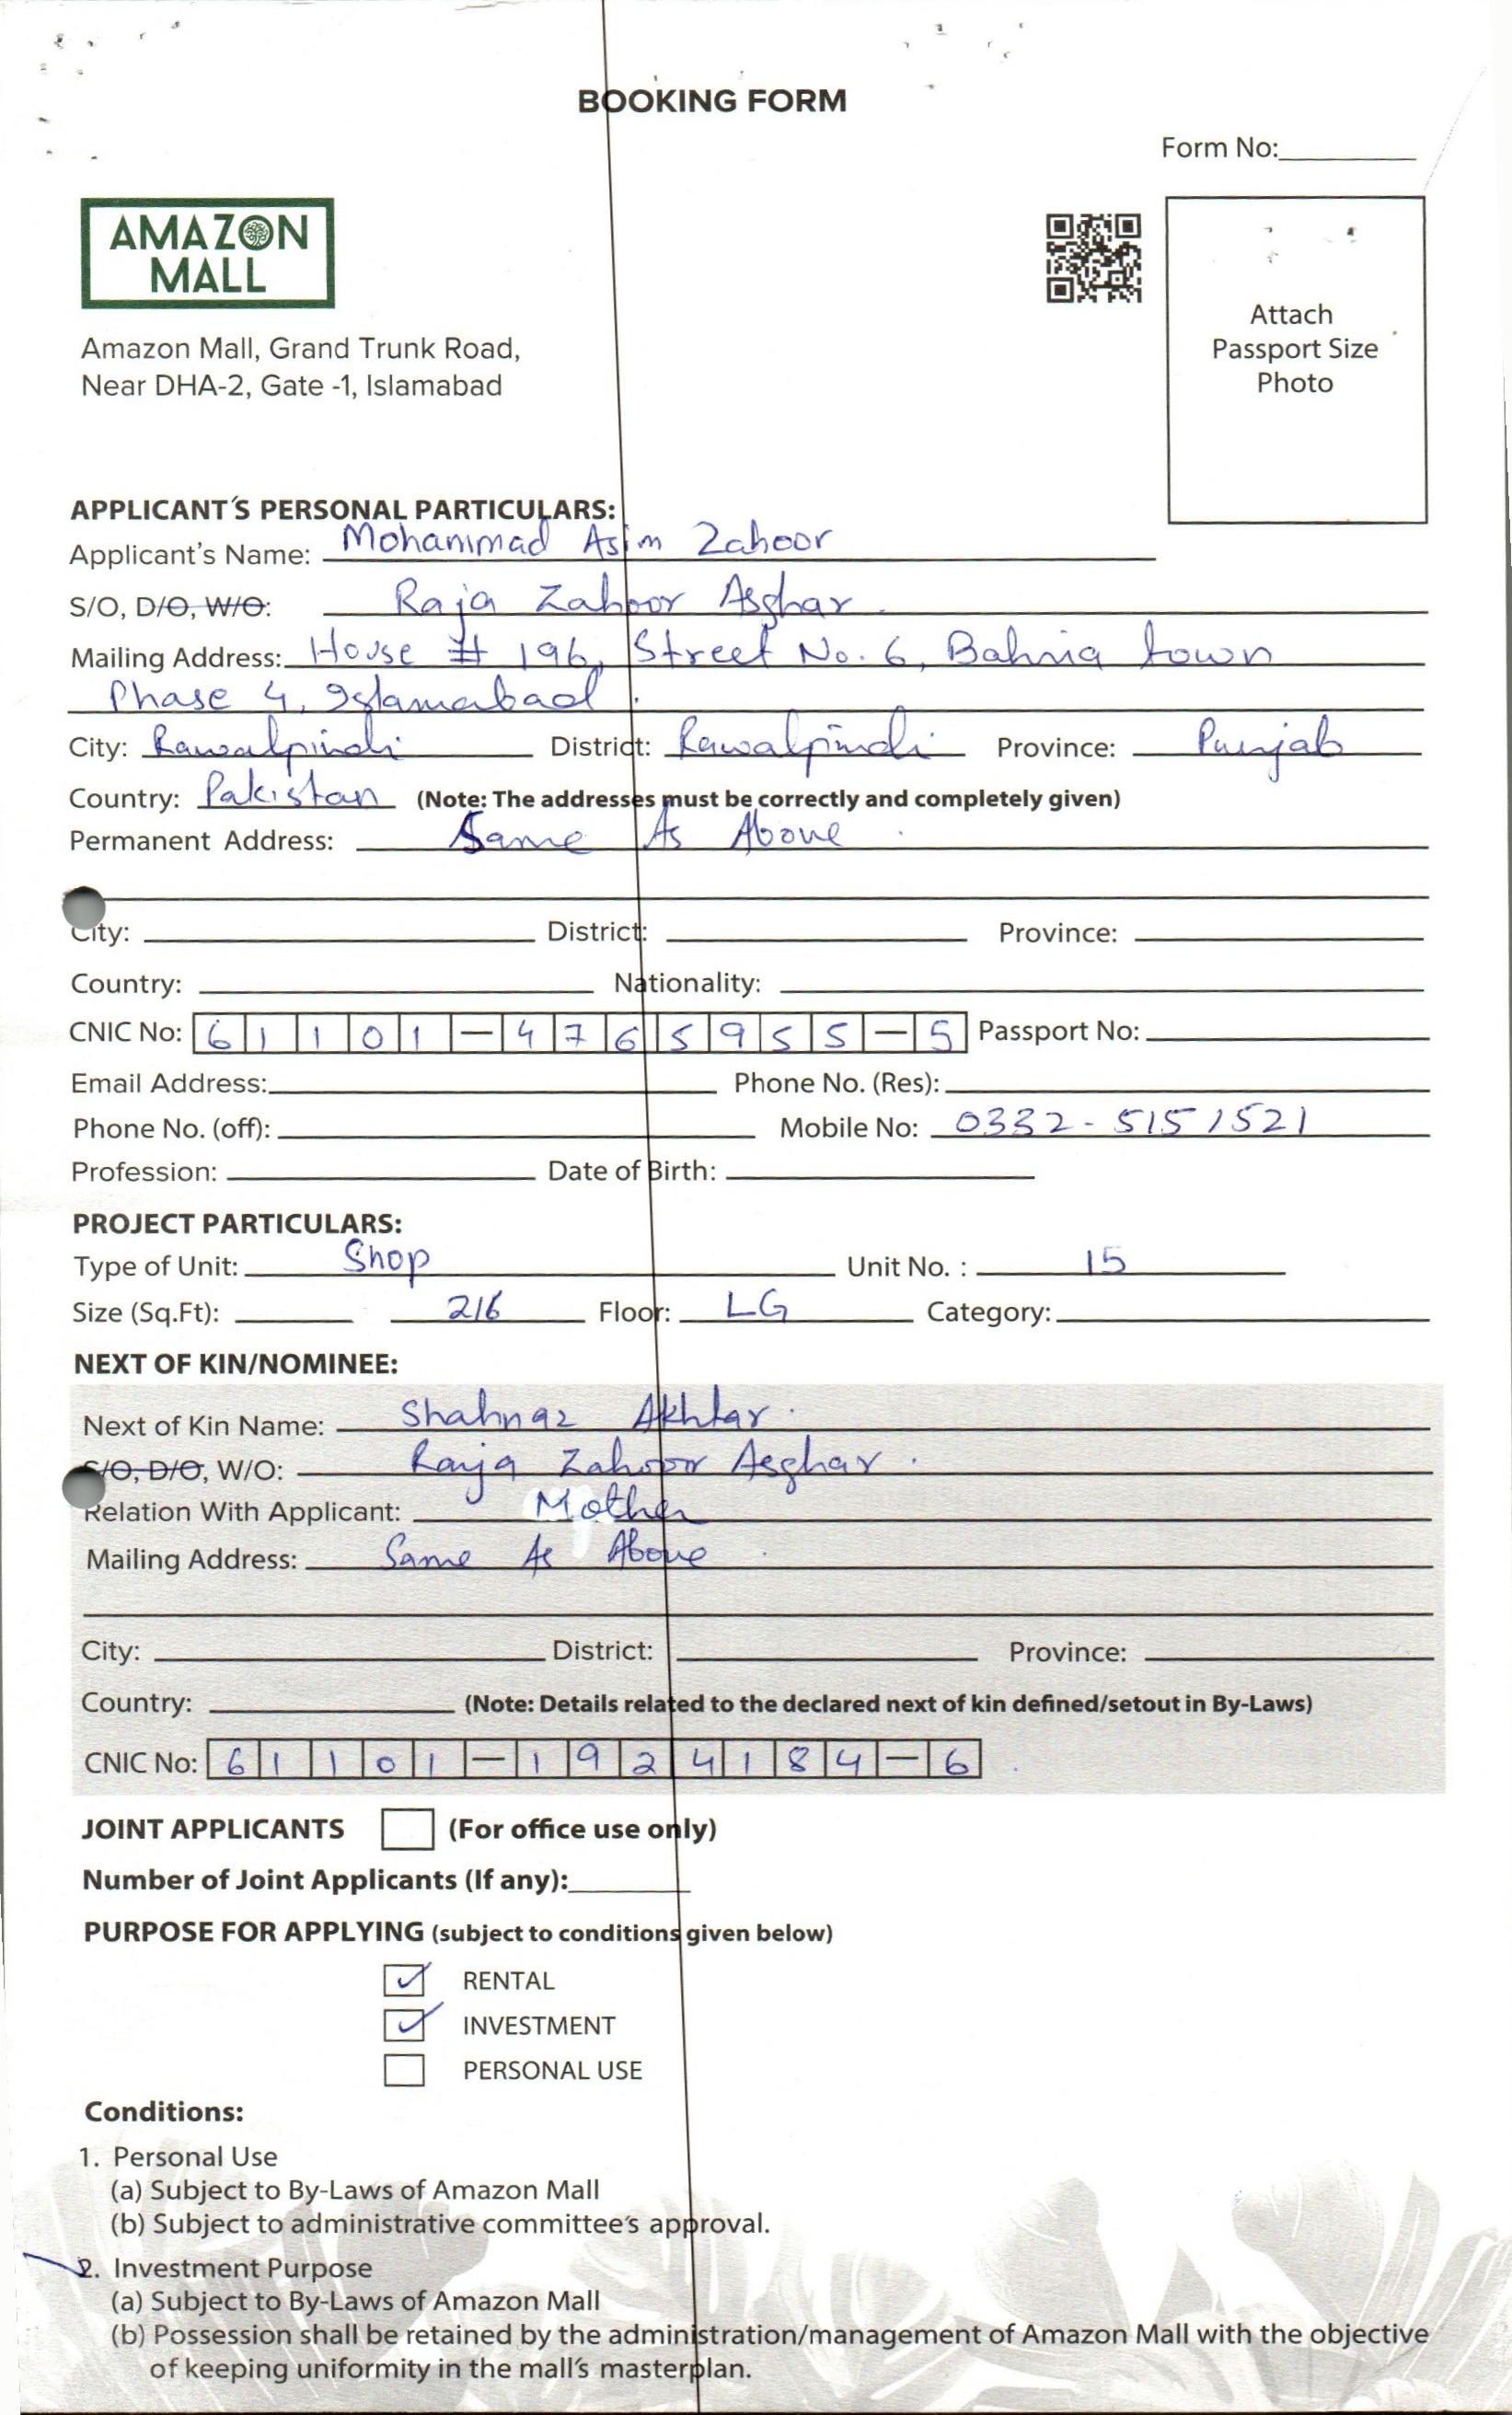 BOOKING FORM
Form No:
AMAZON
MALL
Attach
Passport Size
Photo
Amazon Mall, Grand Trunk Road,
Near DHA-2, Gate -1, Islamabad
APPLICANT'S PERSONAL PARTICULARS:
Applicant's Name: Mohammad Asim Zahoor
S/O, D/O, W/O: Raja Zahoor Asghar
Mailing Address: House # 196, Street No. 6, Bahria town
Phase 4, Islamabad.
City: Rawalpindi District: Rawalpindi Province: Punjab
Country: Pakistan (Note: The addresses must be correctly and completely given)
Permanent Address: Same As Above.
City: District: Province:
Country: Nationality:
CNIC No: 61101-4765955-5 Passport No:
Email Address: Phone No. (Res):
Phone No. (off): Mobile No: 0332-5151521
Profession: Date of Birth:
PROJECT PARTICULARS:
Type of Unit: Shop Unit No. : 15
Size (Sq.Ft): 216 Floor: LG Category:
NEXT OF KIN/NOMINEE:
Next of Kin Name: Shahnaz Akhtar.
S/O, D/O, W/O: Raja Zahoor Asghar.
Relation With Applicant: Mother
Mailing Address: Same As Above.
City: District: Province:
Country: (Note: Details related to the declared next of kin defined/setout in By-Laws)
CNIC No: 61101-1924184-6
JOINT APPLICANTS (For office use only)
Number of Joint Applicants (If any):
PURPOSE FOR APPLYING (subject to conditions given below)
RENTAL
INVESTMENT
PERSONAL USE
Conditions:
1. Personal Use
(a) Subject to By-Laws of Amazon Mall
(b) Subject to administrative committee's approval.
2. Investment Purpose
(a) Subject to By-Laws of Amazon Mall
(b) Possession shall be retained by the administration/management of Amazon Mall with the objective
of keeping uniformity in the mall's masterplan.